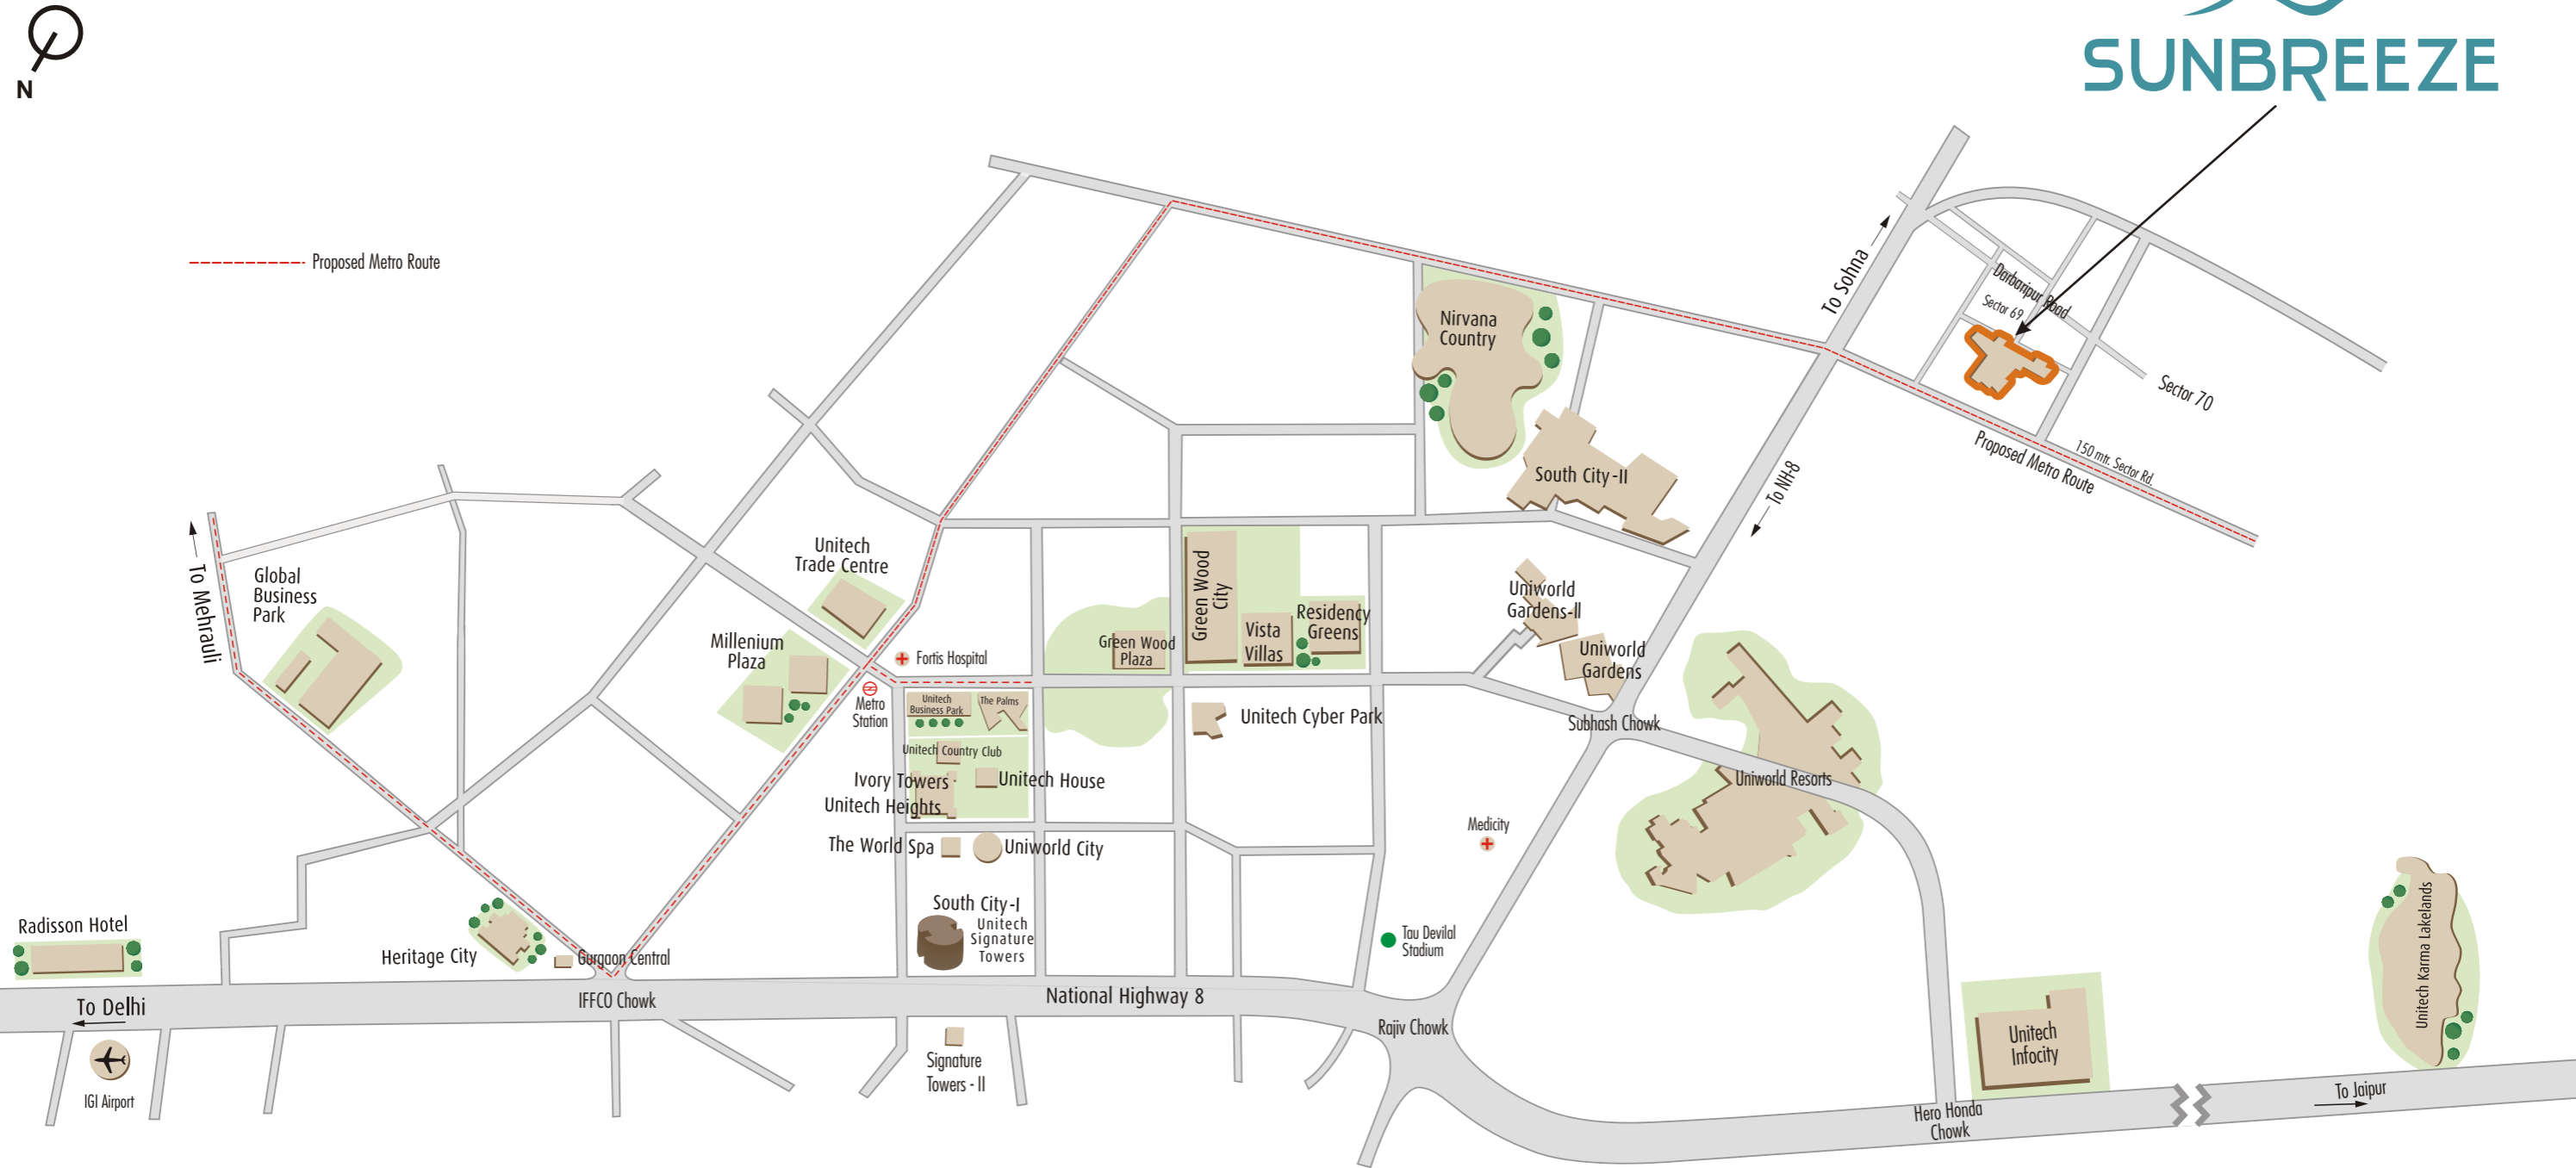 N
SUNBREEZE
Proposed Metro Route
To Sohna
Darbaripur Road
Sector 69
Sector 70
150 mtr. Sector Rd.
Proposed Metro Route
To NH-8
Nirvana
Country
South City-II
To Mehrauli
Global
Business
Park
Unitech
Trade Centre
Millenium
Plaza
Fortis Hospital
Metro
Station
Unitech
Business Park
The Palms
Unitech Country Club
Ivory Towers
Unitech House
Unitech Heights
The World Spa
Uniworld City
South City-I
Unitech
Signature
Towers
Green Wood
Plaza
Green Wood
City
Vista
Villas
Residency
Greens
Unitech Cyber Park
Uniworld
Gardens-II
Uniworld
Gardens
Subhash Chowk
Uniworld Resorts
Medicity
Tau Devilal
Stadium
Radisson Hotel
Heritage City
Gurgaon Central
To Delhi
IFFCO Chowk
National Highway 8
Rajiv Chowk
IGI Airport
Signature
Towers - II
Unitech
Infocity
Hero Honda
Chowk
Unitech Karma Lakelands
To Jaipur